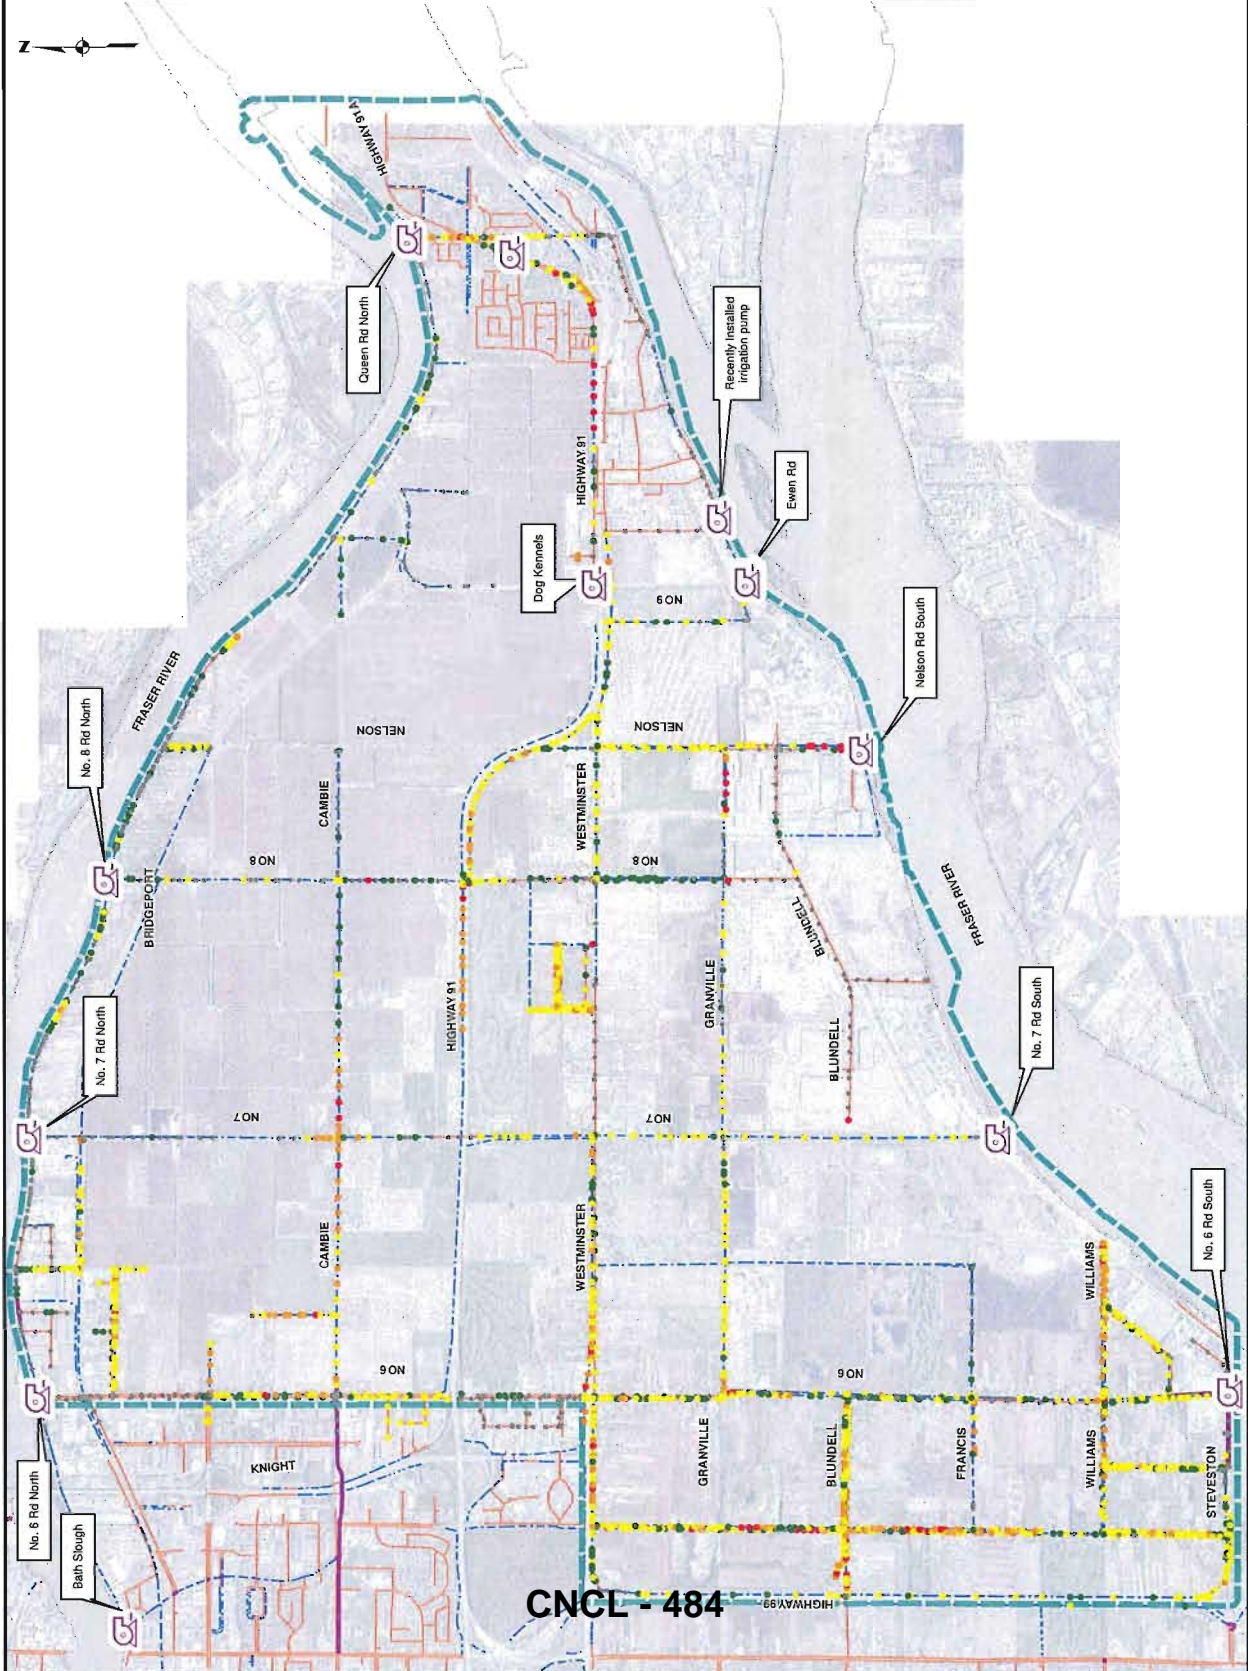 Z
HIGHWAY 91A
Queen Rd North
Recently Installed
irrigation pump
HIGHWAY 91
Ewen Rd
Dog Kennels
NO 9
Nelson Rd South
FRASER RIVER
No. 8 Rd North
NELSON
NELSON
CAMBIE
WESTMINSTER
NO 8
NO 8
BRIDGEPORT
BLUNDELL
FRASER RIVER
GRANVILLE
HIGHWAY 91
No. 7 Rd North
No. 7 Rd South
BLUNDELL
NO 7
NO 7
CAMBIE
WESTMINSTER
WILLIAMS
No. 6 Rd South
NO 6
NO 6
GRANVILLE
BLUNDELL
FRANCIS
WILLIAMS
STEVESTON
KNIGHT
No. 6 Rd North
Bath Slough
HIGHWAY 99
CNCL - 484